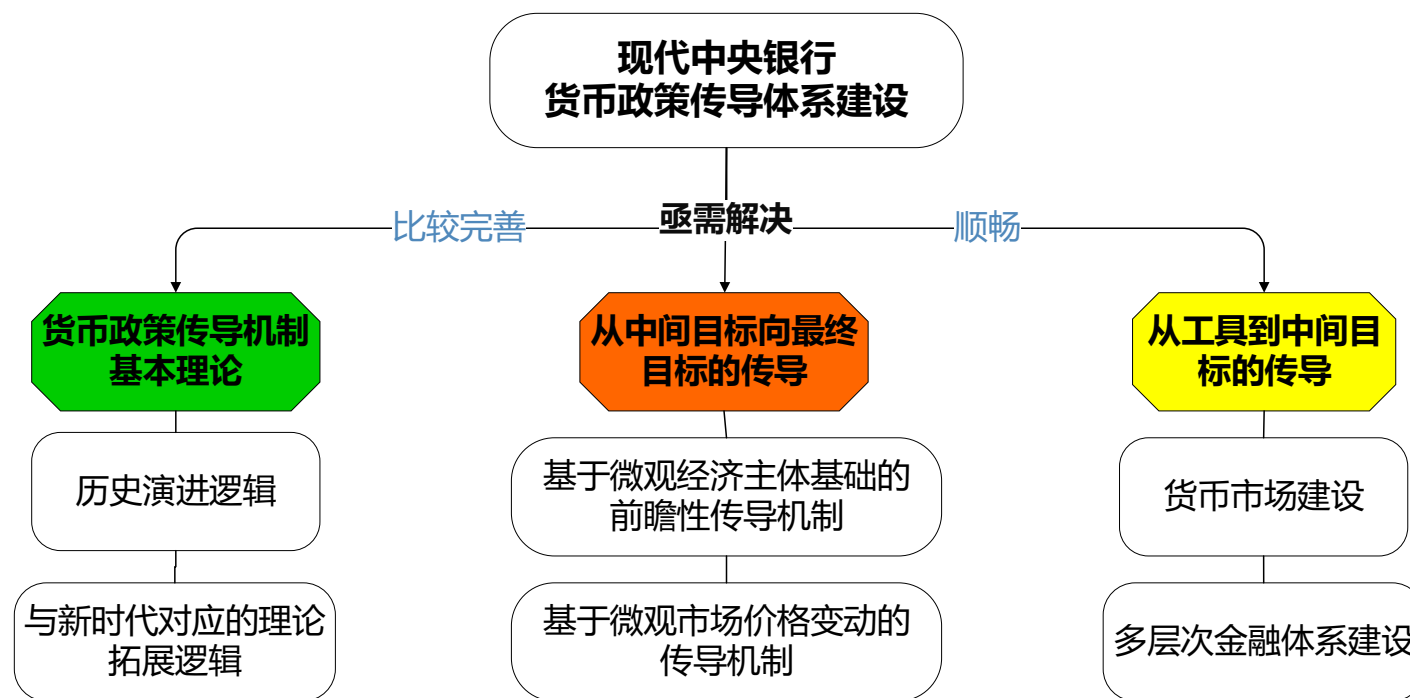 现代中央银行
货币政策传导体系建设
比较完善
亟需解决
顺畅
货币政策传导机制
基本理论
从中间目标向最终
目标的传导
从工具到中间目
标的传导
历史演进逻辑
基于微观经济主体基础的
前瞻性传导机制
货币市场建设
与新时代对应的理论
拓展逻辑
基于微观市场价格变动的
传导机制
多层次金融体系建设